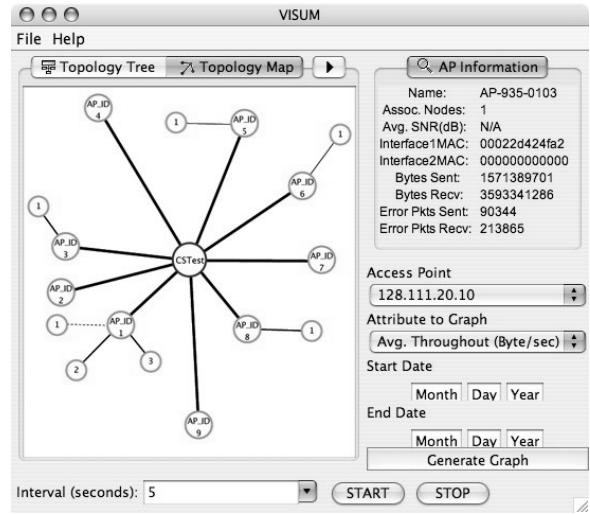 VISUM
File Help
Topology Tree
Topology Map
AP Information
AP_ID
4
1
AP_ID
5
1
AP_ID
6
1
AP_ID
3
CSTest
AP_ID
7
AP_ID
2
1
AP_ID
1
AP_ID
8
1
2
3
AP_ID
9
Name: AP-935-0103
Assoc. Nodes: 1
Avg. SNR(dB): N/A
Interface1MAC: 00022d424fa2
Interface2MAC: 000000000000
Bytes Sent: 1571389701
Bytes Recv: 3593341286
Error Pkts Sent: 90344
Error Pkts Recv: 213865
Access Point
128.111.20.10
Attribute to Graph
Avg. Throughout (Byte/sec)
Start Date
Month Day Year
End Date
Month Day Year
Generate Graph
Interval (seconds): 5
START
STOP